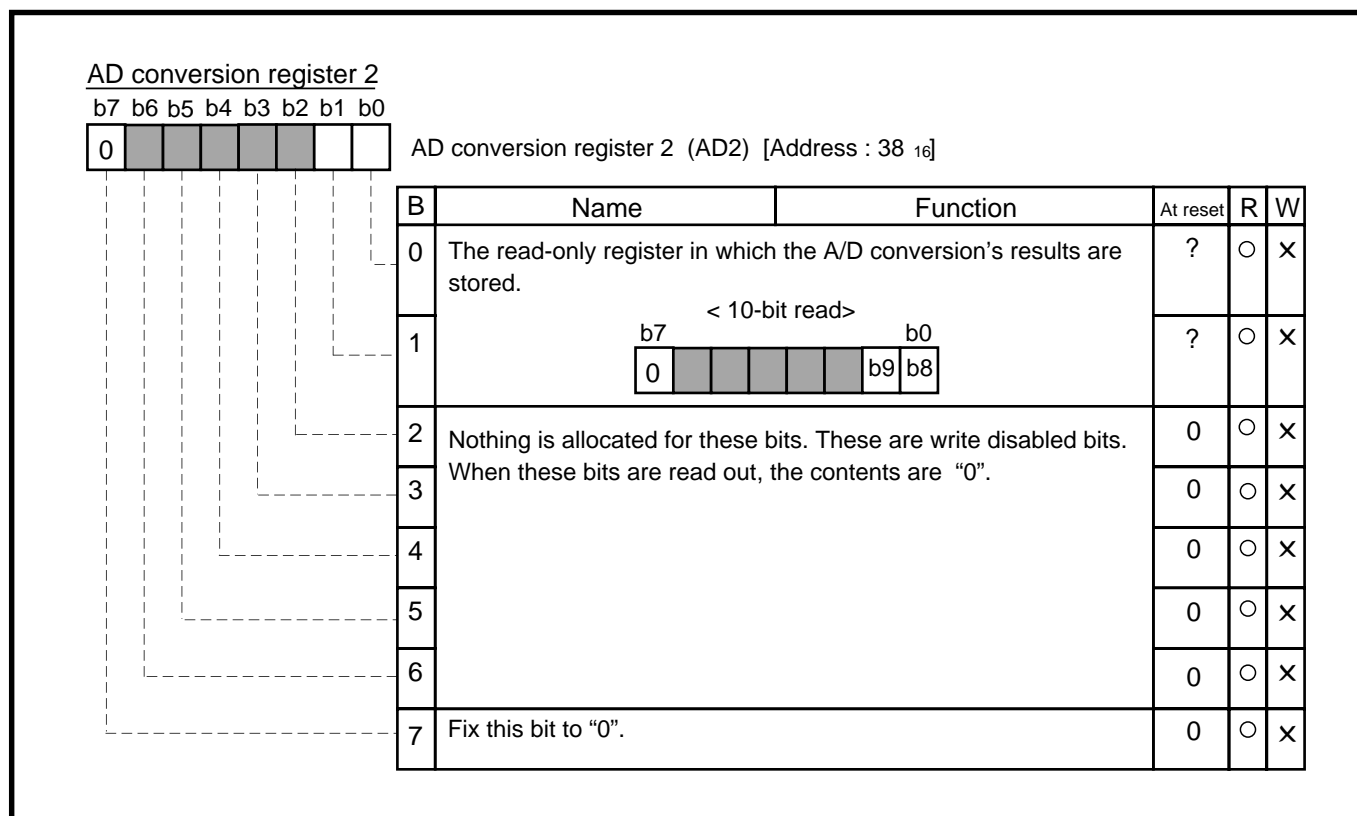 AD conversion register 2
b7 b6 b5 b4 b3 b2 b1 b0
0
AD conversion register 2 (AD2) [Address : 38 16]
B Name Function At reset R W
0 The read-only register in which the A/D conversion’s results are ? ○ ×
stored.
< 10-bit read>
b7 b0
1 ? ○ ×
0 b9 b8
2 Nothing is allocated for these bits. These are write disabled bits. 0 ○ ×
When these bits are read out, the contents are “0”.
3 0 ○ ×
4 0 ○ ×
5 0 ○ ×
6 0 ○ ×
7 Fix this bit to “0”. 0 ○ ×